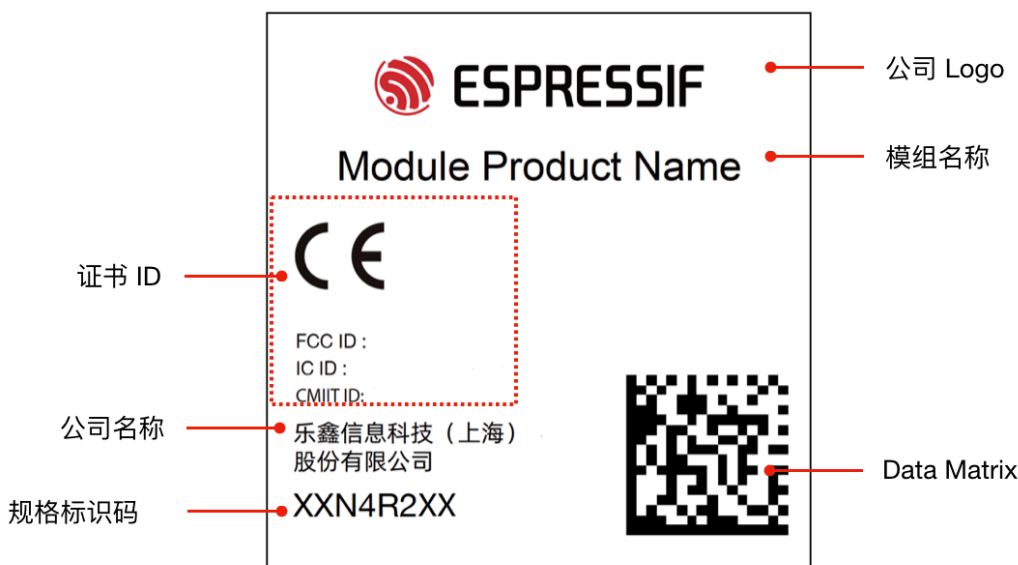 ESPRESSIF
公司 Logo
Module Product Name
模组名称
CE
证书 ID
FCC ID :
IC ID :
CMIIT ID:
公司名称
乐鑫信息科技（上海）
股份有限公司
Data Matrix
规格标识码
XXN4R2XX